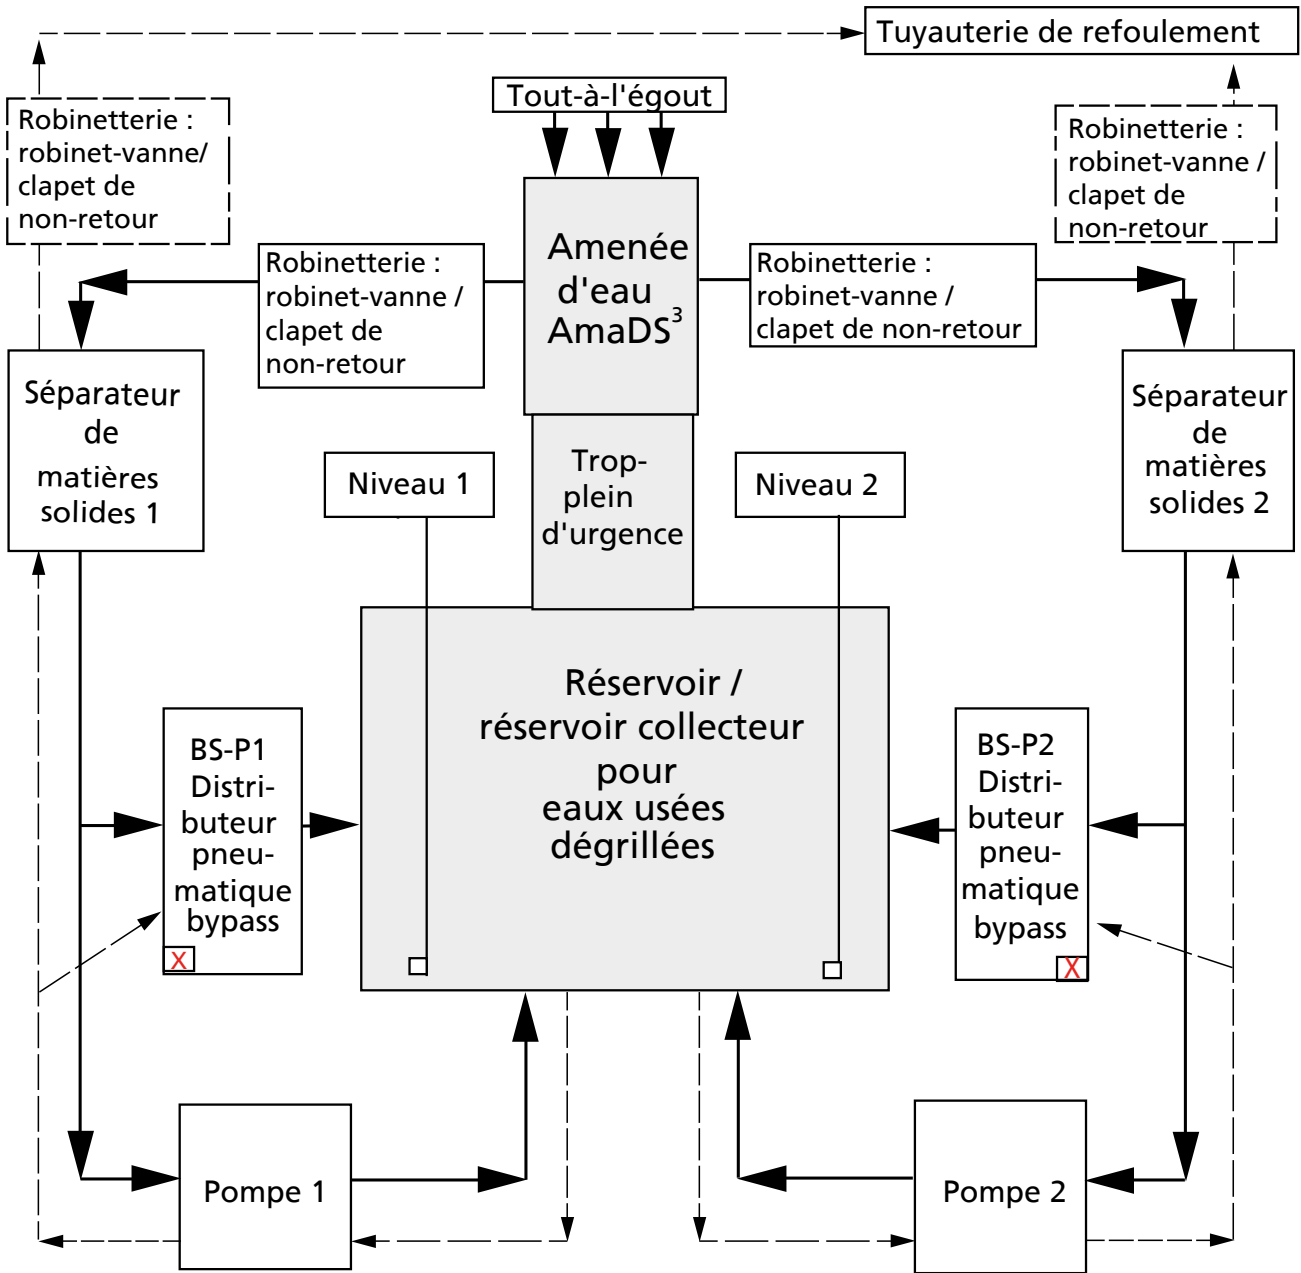 Tuyauterie de refoulement
Tout-à-l'égout
Robinetterie :
robinet-vanne/
clapet de
non-retour
Robinetterie :
robinet-vanne /
clapet de
non-retour
Amenée
d'eau
AmaDS³
Robinetterie :
robinet-vanne /
clapet de
non-retour
Robinetterie :
robinet-vanne /
clapet de non-retour
Séparateur
de
matières
solides 1
Séparateur
de
matières
solides 2
Niveau 1
Trop-
plein
d'urgence
Niveau 2
Réservoir /
réservoir collecteur
pour
eaux usées
dégrillées
BS-P1
Distri-
buteur
pneu-
matique
bypass
X
BS-P2
Distri-
buteur
pneu-
matique
bypass
X
Pompe 1
Pompe 2